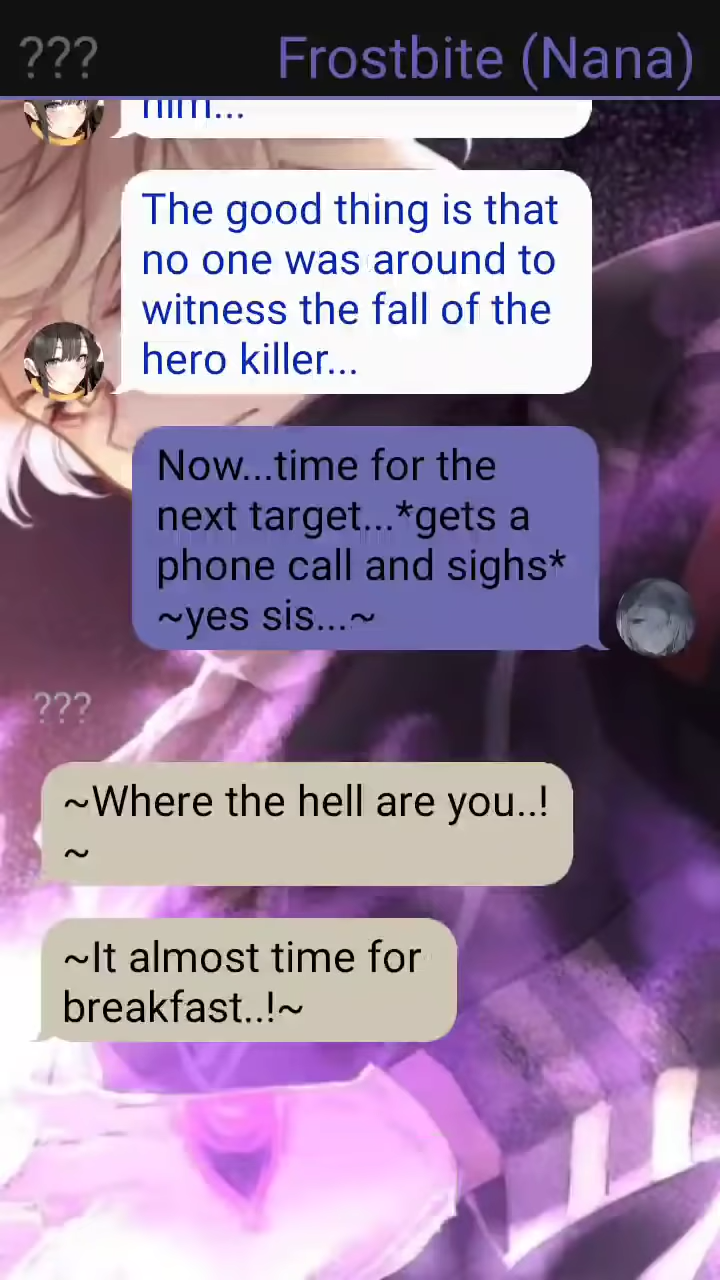 ???
Frostbite (Nana)
him...
The good thing is that
no one was around to
witness the fall of the
hero killer...
Now...time for the
next target...*gets a
phone call and sighs*
~yes sis...~
???
~Where the hell are you..!
~
~It almost time for
breakfast..!~